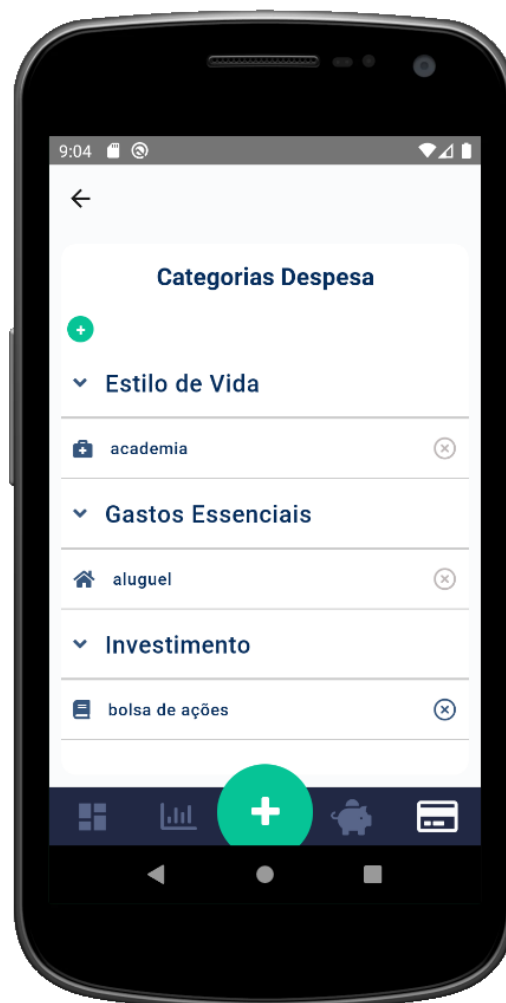 9:04
Categorias Despesa
Estilo de Vida
academia
Gastos Essenciais
aluguel
Investimento
bolsa de ações